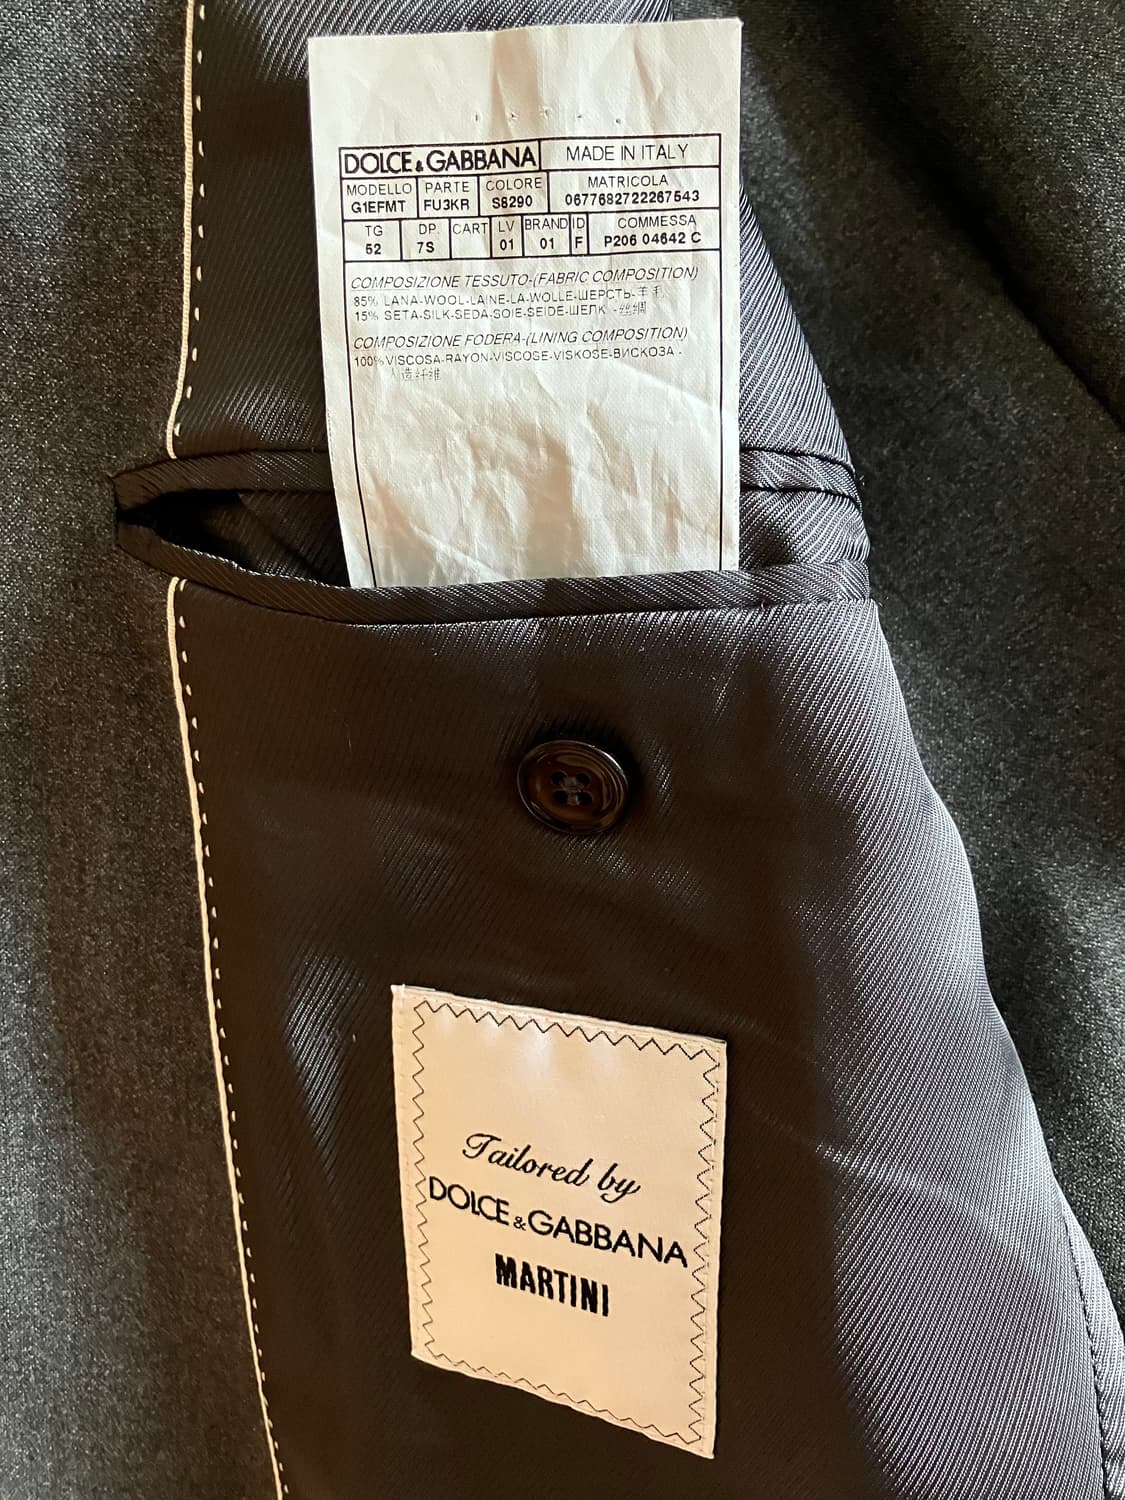 DOLCE&GABBANA MADE IN ITALY
MODELLO PARTE COLORE MATRICOLA
G1EFMT FU3KR S8290 0677682722267543
TG DP. CART LV BRAND ID COMMESSA
52 7S 01 01 F P206 04642 C
COMPOSIZIONE TESSUTO-(FABRIC COMPOSITION)
85% LANA-WOOL-LAINE-LA-WOLLE-ШЕРСТЬ-羊毛
15% SETA-SILK-SEDA-SOIE-SEIDE-ШЕЛК -丝绸
COMPOSIZIONE FODERA-(LINING COMPOSITION)
100% VISCOSA-RAYON-VISCOSE-VISKOSE-ВИСКОЗА -
人造纤维
Tailored by
DOLCE&GABBANA
MARTINI